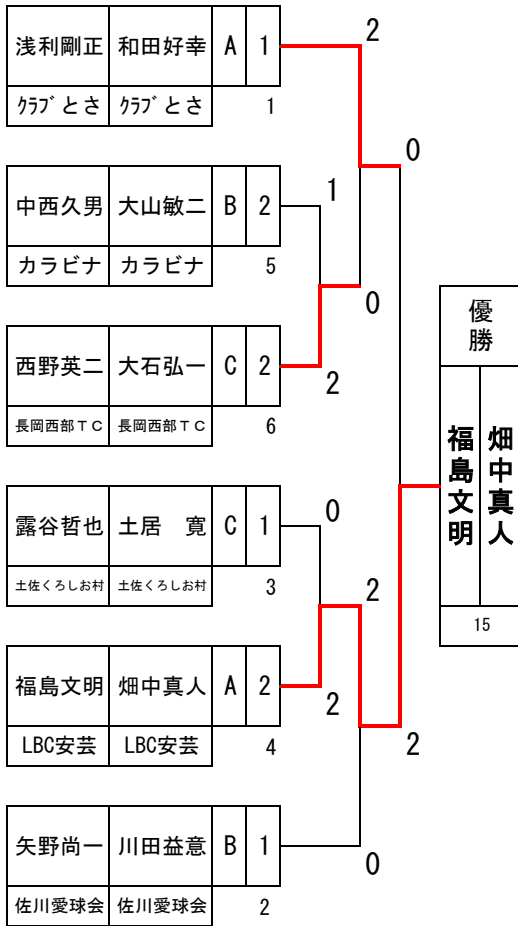 浅利剛正 和田好幸 A 1
ｸﾗﾌﾞとさ ｸﾗﾌﾞとさ 1
2
0
中西久男 大山敏二 B 2
カラビナ カラビナ 5
1
0
西野英二 大石弘一 C 2
長岡西部ＴＣ 長岡西部ＴＣ 6
2
優勝
福島文明 畑中真人
15
露谷哲也 土居　寛 C 1
土佐くろしお村 土佐くろしお村 3
0
2
福島文明 畑中真人 A 2
LBC安芸 LBC安芸 4
2
2
矢野尚一 川田益意 B 1
佐川愛球会 佐川愛球会 2
0